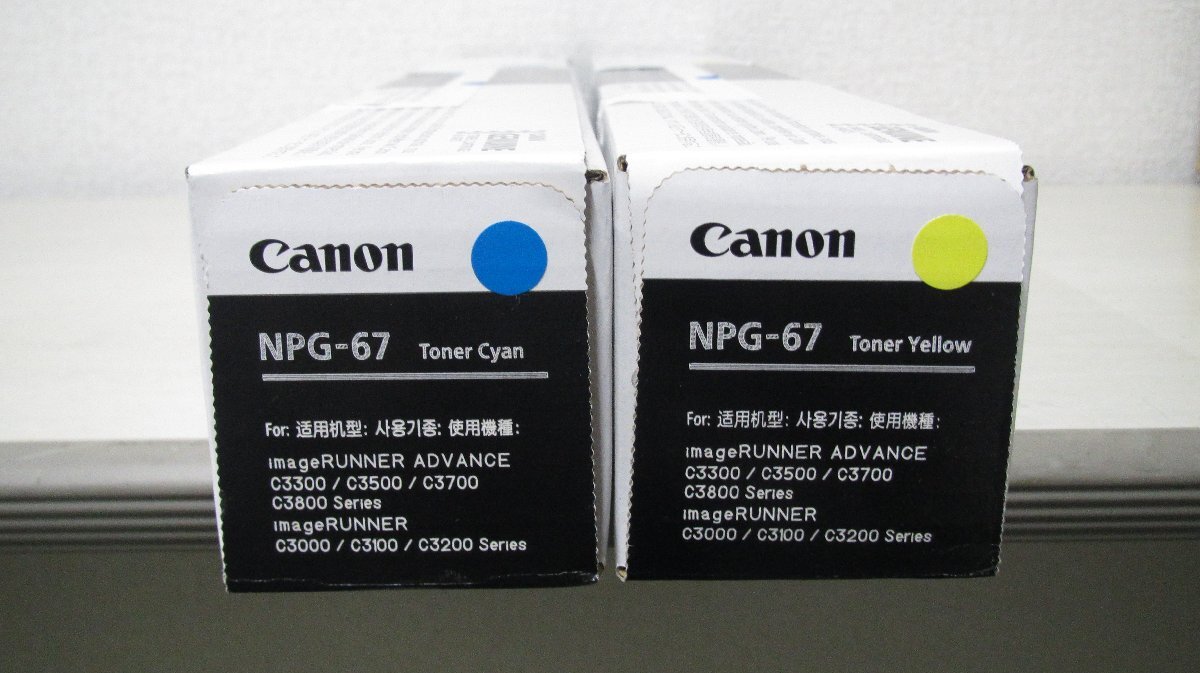 Canon
NPG-67 Toner Cyan
For: 适用机型: 사용기종: 使用機種:
imageRUNNER ADVANCE
C3300 / C3500 / C3700
C3800 Series
imageRUNNER
C3000 / C3100 / C3200 Series
Canon
NPG-67 Toner Yellow
For: 适用机型: 사용기종: 使用機種:
imageRUNNER ADVANCE
C3300 / C3500 / C3700
C3800 Series
imageRUNNER
C3000 / C3100 / C3200 Series